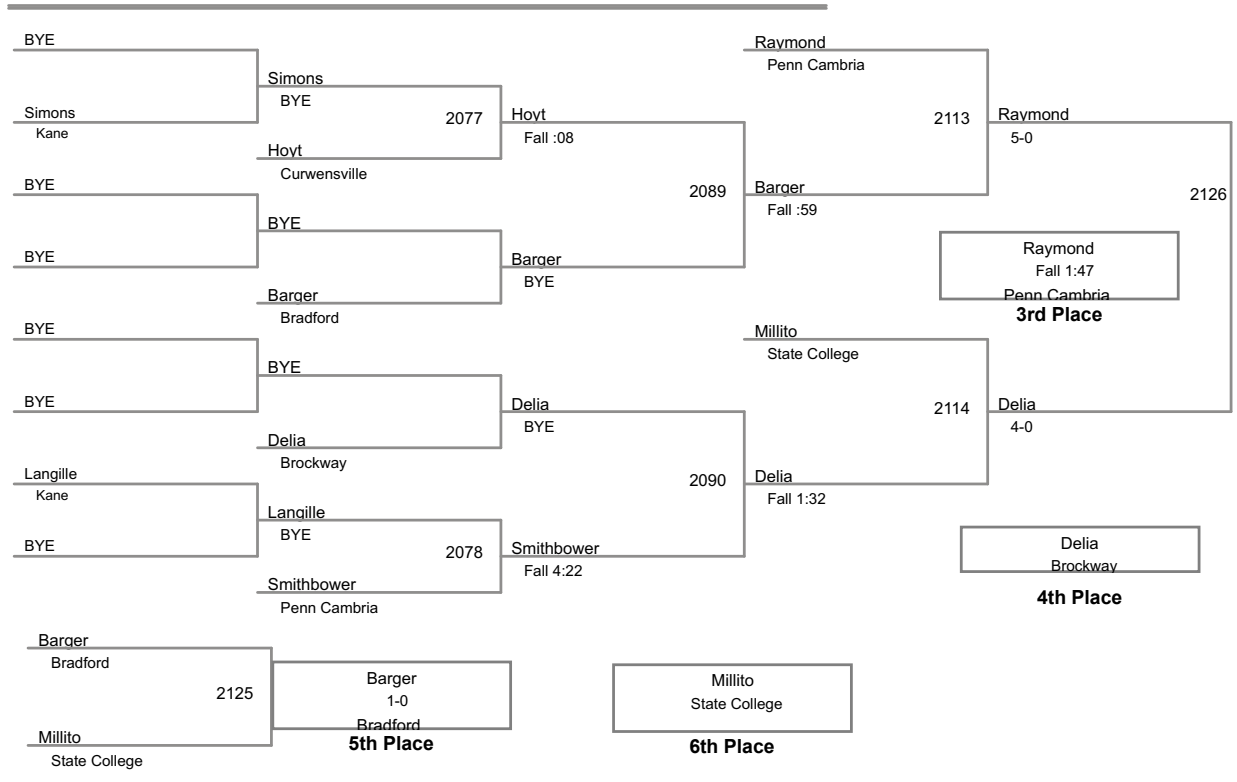 BYE
Simons
Kane
BYE
BYE
BYE
BYE
Langille
Kane
BYE
Simons
BYE
2077
Hoyt
Curwensville
BYE
Barger
Bradford
BYE
Delia
Brockway
Langille
BYE
2078
Smithbower
Penn Cambria
Hoyt
Fall :08
2089
Barger
BYE
Delia
BYE
2090
Smithbower
Fall 4:22
Raymond
Penn Cambria
2113
Barger
Fall :59
Millito
State College
2114
Delia
Fall 1:32
Raymond
5-0
2126
Delia
4-0
Raymond
Fall 1:47
Penn Cambria
3rd Place
Delia
Brockway
4th Place
Barger
Bradford
2125
Millito
State College
Barger
1-0
Bradford
5th Place
Millito
State College
6th Place